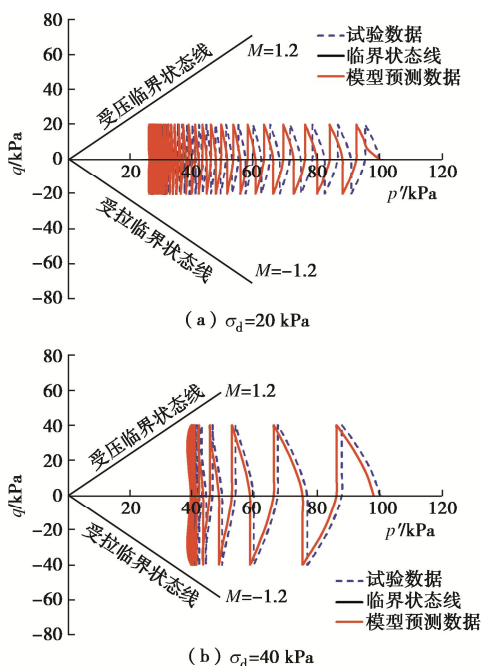 80
60
40
20
0
-20
-40
-60
-80
q/kPa
20
40
60
80
100
120
p′/kPa
受压临界状态线
M=1.2
受拉临界状态线
M=-1.2
试验数据
临界状态线
模型预测数据
(a) σd=20 kPa
80
60
40
20
0
-20
-40
-60
-80
q/kPa
20
40
60
80
100
120
p′/kPa
受压临界状态线
M=1.2
受拉临界状态线
M=-1.2
试验数据
临界状态线
模型预测数据
(b) σd=40 kPa